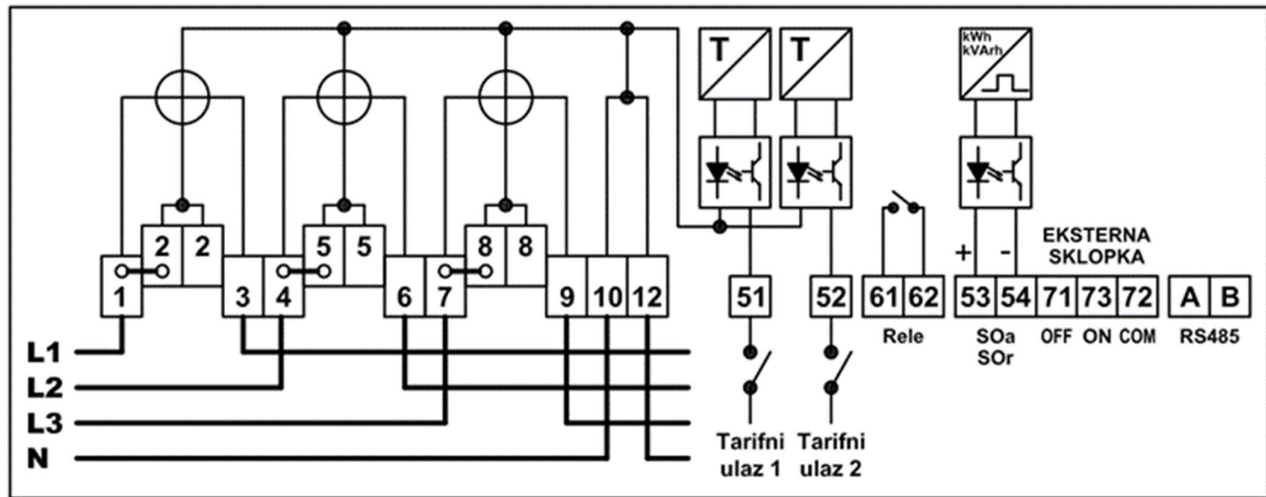 T T kWh
kVArh
2 2 5 5 8 8
+ - EKSTERNA
SKLOPKA
1 3 4 6 7 9 10 12 51 52 61 62 53 54 71 73 72 A B
Rele SOa OFF ON COM RS485
SOr
L1
L2
L3
N
Tarifni
ulaz 1
Tarifni
ulaz 2